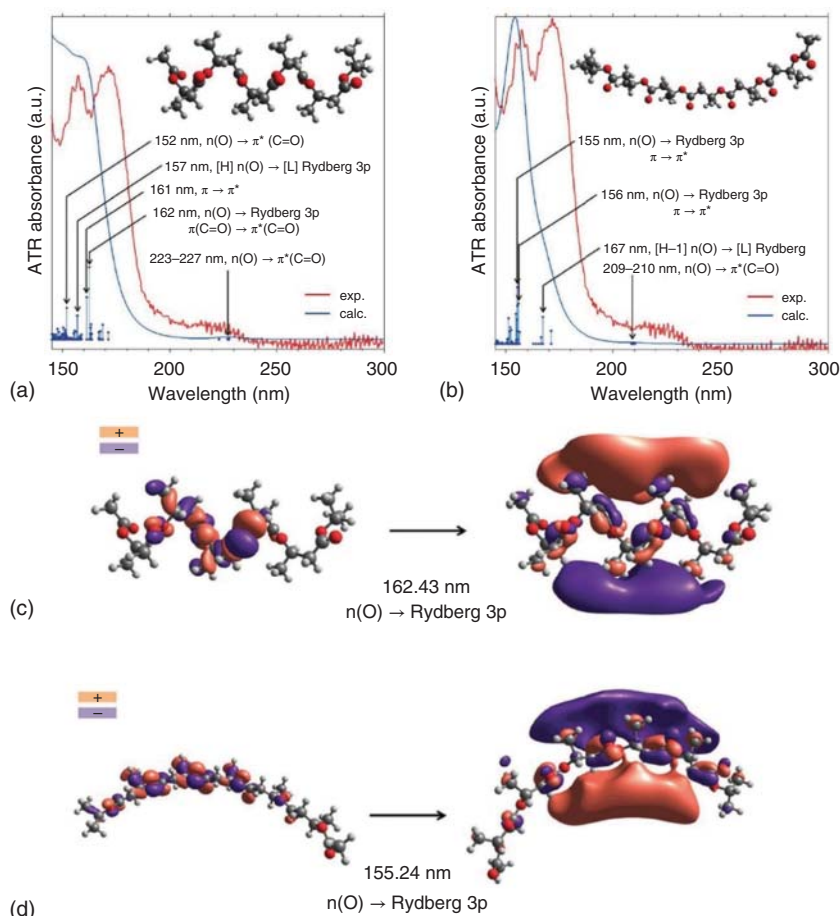 ATR absorbance (a.u.)
152 nm, n(O) → π* (C=O)
157 nm, [H] n(O) → [L] Rydberg 3p
161 nm, π → π*
162 nm, n(O) → Rydberg 3p
π(C=O) → π*(C=O)
223–227 nm, n(O) → π*(C=O)
exp.
calc.
150 200 250 300
Wavelength (nm)
(a)
ATR absorbance (a.u.)
155 nm, n(O) → Rydberg 3p
π → π*
156 nm, n(O) → Rydberg 3p
π → π*
167 nm, [H–1] n(O) → [L] Rydberg
209–210 nm, n(O) → π*(C=O)
exp.
calc.
150 200 250 300
Wavelength (nm)
(b)
+
−
162.43 nm
n(O) → Rydberg 3p
(c)
+
−
155.24 nm
n(O) → Rydberg 3p
(d)